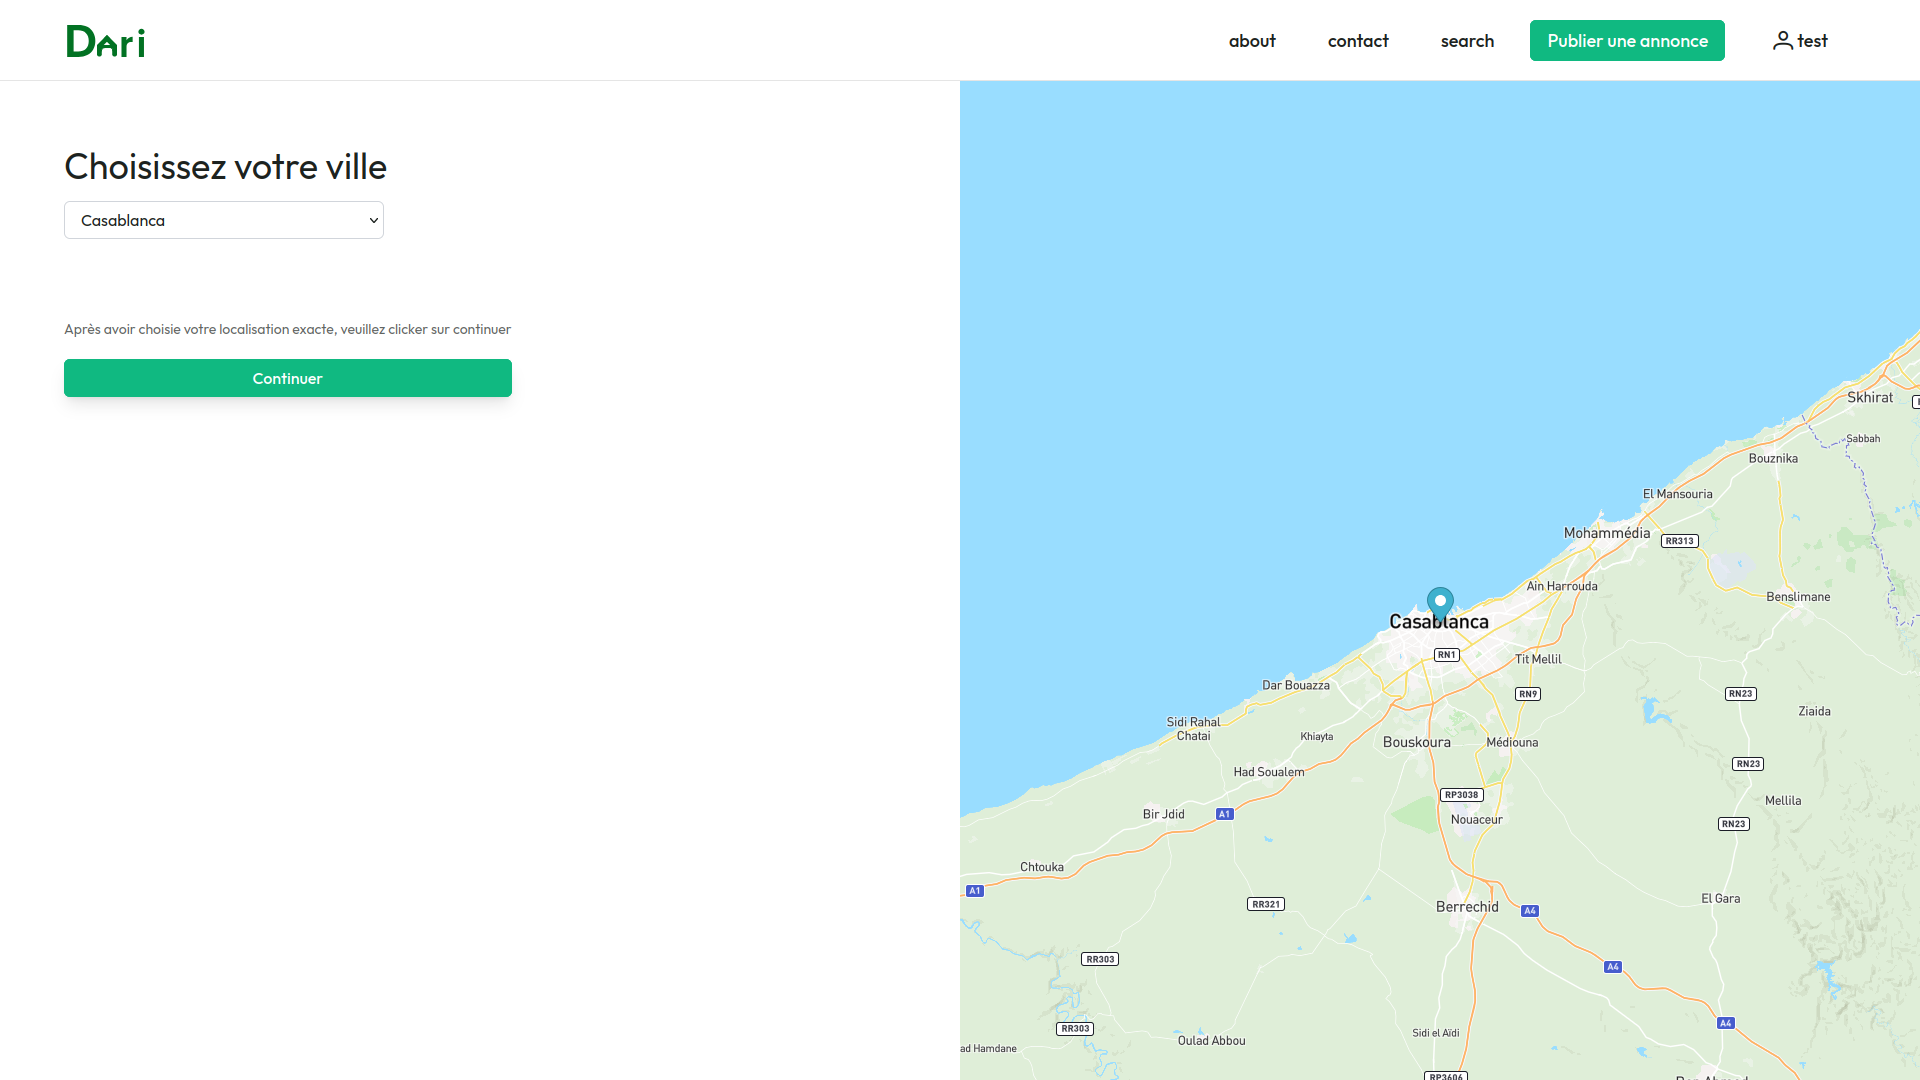 Dari
about
contact
search
Publier une annonce
test
Choisissez votre ville
Casablanca
Après avoir choisie votre localisation exacte, veuillez clicker sur continuer
Continuer
Skhirat
Sabbah
Bouznika
El Mansouria
Mohammédia
RR313
Ain Harrouda
Benslimane
Casablanca
RN1
Tit Mellil
Dar Bouazza
RN9
RN23
Ziaida
Sidi Rahal
Chatai
Khiayta
Bouskoura
Médiouna
RN23
Had Soualem
RP3038
Mellila
Bir Jdid
A1
Nouaceur
RN23
Chtouka
A1
El Gara
RR321
Berrechid
A4
RR303
A4
A4
RR303
Sidi el Aïdi
Oulad Abbou
ad Hamdane
RP3606